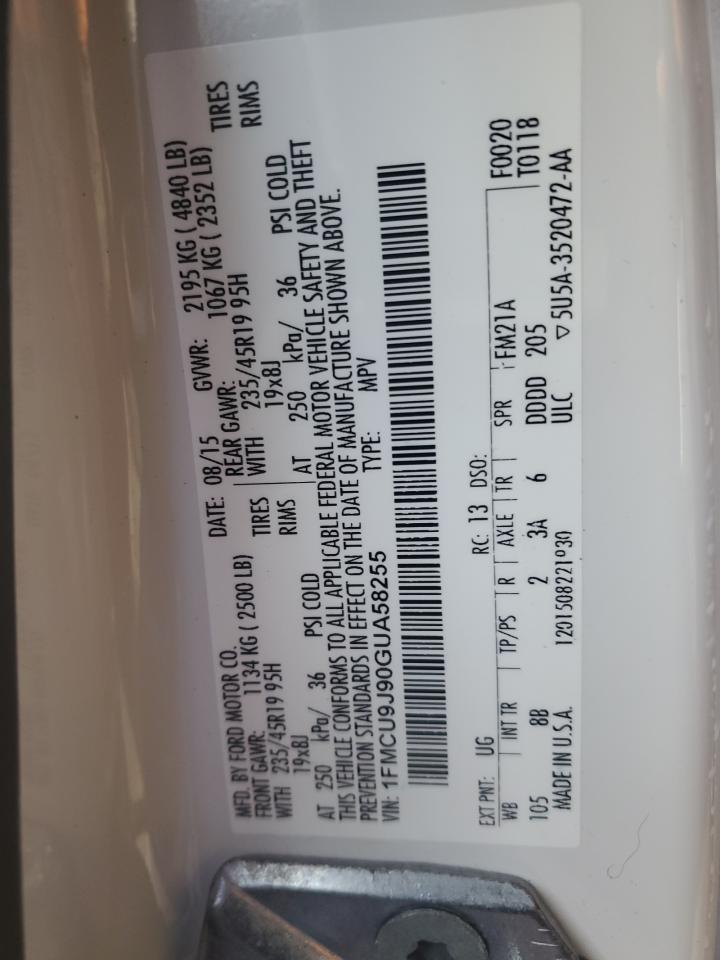 MFD. BY FORD MOTOR CO.
DATE: 08/15 GVWR: 2195 KG ( 4840 LB)
FRONT GAWR: 1134 KG ( 2500 LB) REAR GAWR: 1067 KG ( 2352 LB)
WITH 235/45R19 95H TIRES WITH 235/45R19 95H TIRES
19x8J RIMS 19x8J RIMS
AT 250 kPa/ 36 PSI COLD AT 250 kPa/ 36 PSI COLD
THIS VEHICLE CONFORMS TO ALL APPLICABLE FEDERAL MOTOR VEHICLE SAFETY AND THEFT
PREVENTION STANDARDS IN EFFECT ON THE DATE OF MANUFACTURE SHOWN ABOVE.
VIN: 1FMCU9J90GUA58255 TYPE: MPV
EXT PNT: UG RC: 13 DSO: F0020
WB INT TR TP/PS R AXLE TR SPR FM21A T0118
105 8B 2 3A 6 DDDD 205
MADE IN U.S.A. 1201508221030 ULC ▽5U5A-3520472-AA